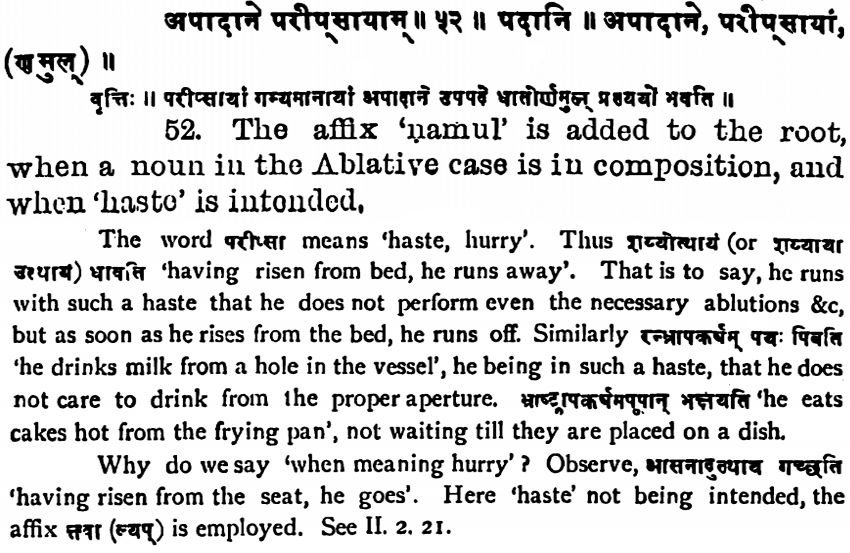 अपादाने परीप्सायाम् ॥ ५२ ॥ पदानि ॥ अपादाने, परीप्सायां,
(णमुल्) ॥
वृत्तिः ॥ परीप्सायां गम्यमानायां अपादाने उपपदे धातोर्णमुल् प्रत्ययो भवति ॥
52. The affix 'ṇamul' is added to the root,
when a noun in the Ablative case is in composition, and
when 'haste' is intended.
The word परीप्सा means 'haste, hurry'. Thus शय्योत्थायं (or शय्याया
उत्थायं) धावति 'having risen from bed, he runs away'. That is to say, he runs
with such a haste that he does not perform even the necessary ablutions &c,
but as soon as he rises from the bed, he runs off. Similarly रन्ध्रापकर्षम् पयः पिबति
'he drinks milk from a hole in the vessel', he being in such a haste, that he does
not care to drink from the proper aperture. भ्राष्ट्रापकर्षमपूपान् भक्षयति 'he eats
cakes hot from the frying pan', not waiting till they are placed on a dish.
Why do we say 'when meaning hurry'? Observe, आसनादुत्थाय गच्छति
'having risen from the seat, he goes'. Here 'haste' not being intended, the
affix क्त्वा (ल्यप्) is employed. See II. 2. 21.